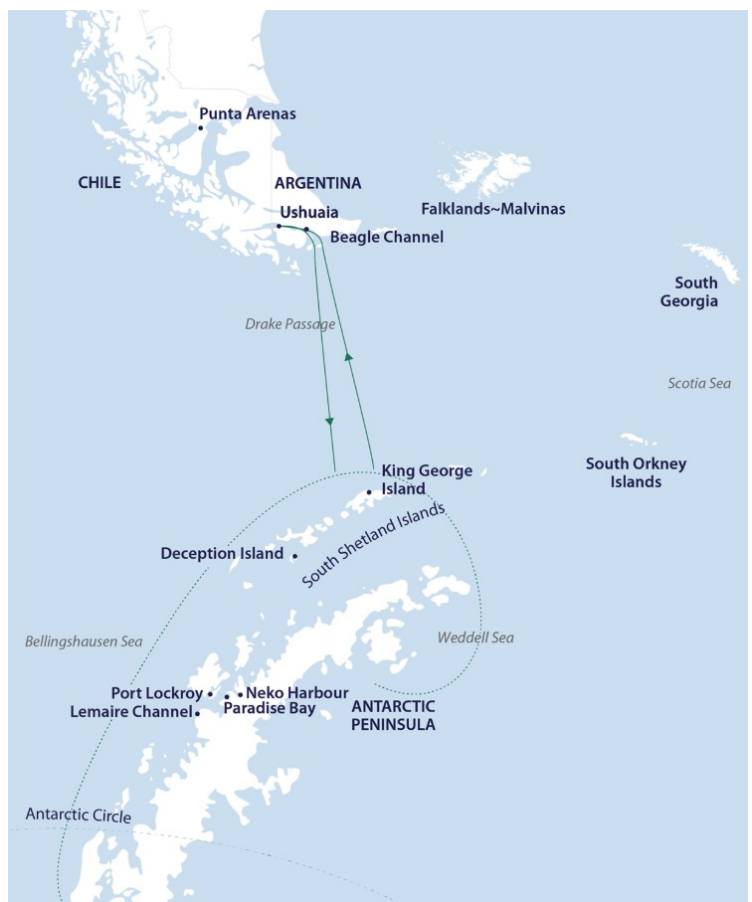 Punta Arenas
CHILE
ARGENTINA
Ushuaia
Falklands~Malvinas
Beagle Channel
South
Georgia
Drake Passage
Scotia Sea
King George
Island
South Orkney
Islands
South Shetland Islands
Deception Island
Bellingshausen Sea
Weddell Sea
Port Lockroy
Neko Harbour
Lemaire Channel
Paradise Bay
ANTARCTIC
PENINSULA
Antarctic Circle